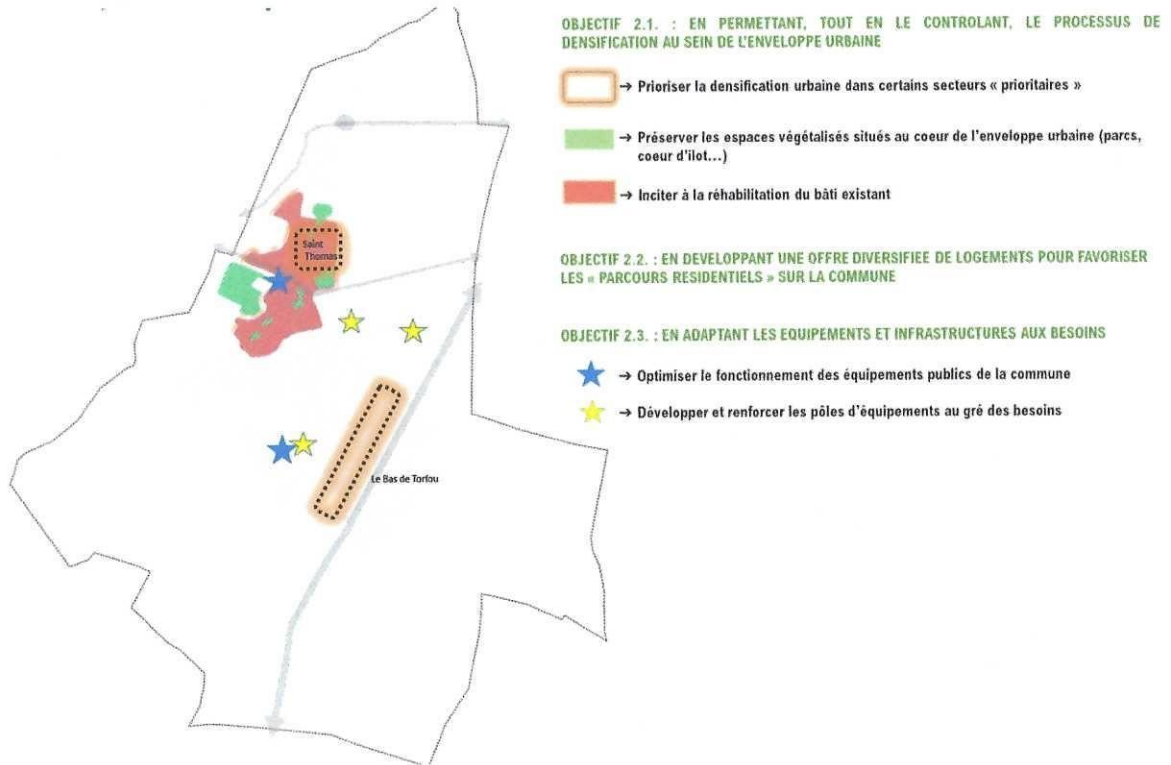 OBJECTIF 2.1. : EN PERMETTANT, TOUT EN LE CONTROLANT, LE PROCESSUS DE
DENSIFICATION AU SEIN DE L'ENVELOPPE URBAINE
→ Prioriser la densification urbaine dans certains secteurs « prioritaires »
→ Préserver les espaces végétalisés situés au coeur de l'enveloppe urbaine (parcs,
coeur d'ilot...)
→ Inciter à la réhabilitation du bâti existant
OBJECTIF 2.2. : EN DEVELOPPANT UNE OFFRE DIVERSIFIEE DE LOGEMENTS POUR FAVORISER
LES « PARCOURS RESIDENTIELS » SUR LA COMMUNE
OBJECTIF 2.3. : EN ADAPTANT LES EQUIPEMENTS ET INFRASTRUCTURES AUX BESOINS
→ Optimiser le fonctionnement des équipements publics de la commune
→ Développer et renforcer les pôles d'équipements au gré des besoins
Saint
Thomas
Le Bas de Torfou